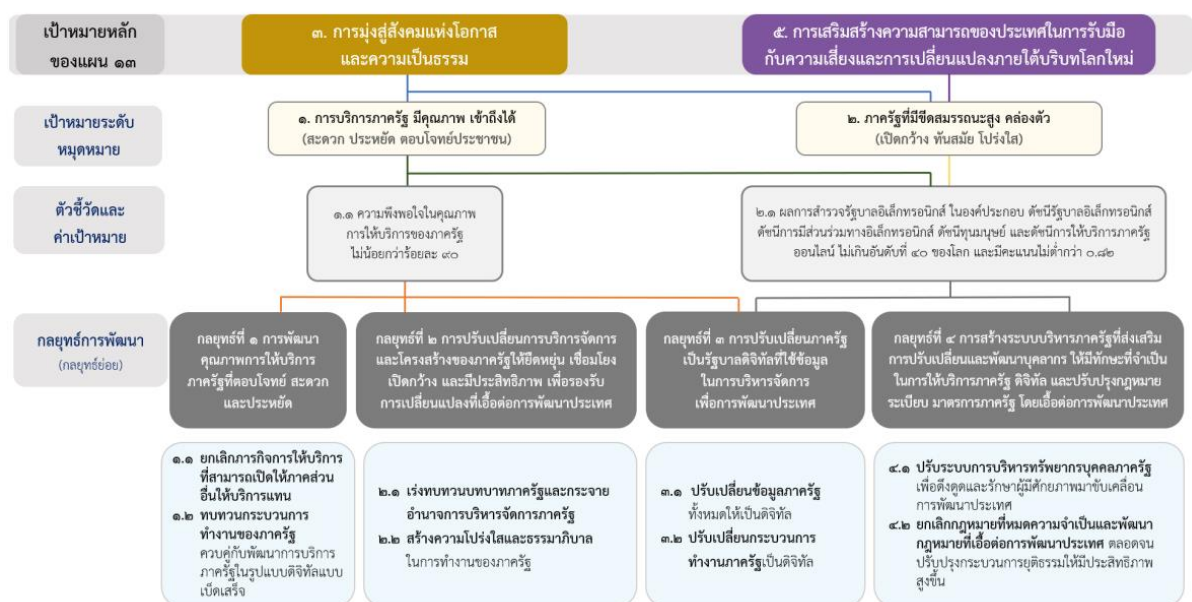 เป้าหมายหลัก
ของแผน ๑๓
๓. การมุ่งสู่สังคมแห่งโอกาส
และความเป็นธรรม
๕. การเสริมสร้างความสามารถของประเทศในการรับมือ
กับความเสี่ยงและการเปลี่ยนแปลงภายใต้บริบทโลกใหม่
เป้าหมายระดับ
หมุดหมาย
๑. การบริการภาครัฐ มีคุณภาพ เข้าถึงได้
(สะดวก ประหยัด ตอบโจทย์ประชาชน)
๒. ภาครัฐที่มีขีดสมรรถนะสูง คล่องตัว
(เปิดกว้าง ทันสมัย โปร่งใส)
ตัวชี้วัดและ
ค่าเป้าหมาย
๑.๑ ความพึงพอใจในคุณภาพ
การให้บริการของภาครัฐ
ไม่น้อยกว่าร้อยละ ๙๐
๒.๑ ผลการสำรวจรัฐบาลอิเล็กทรอนิกส์ ในองค์ประกอบ ดัชนีรัฐบาลอิเล็กทรอนิกส์
ดัชนีการมีส่วนร่วมทางอิเล็กทรอนิกส์ ดัชนีทุนมนุษย์ และดัชนีการให้บริการภาครัฐ
ออนไลน์ ไม่เกินอันดับที่ ๔๐ ของโลก และมีคะแนนไม่ต่ำกว่า ๐.๘๒
กลยุทธ์การพัฒนา
(กลยุทธ์ย่อย)
กลยุทธ์ที่ ๑ การพัฒนา
คุณภาพการให้บริการ
ภาครัฐที่ตอบโจทย์ สะดวก
และประหยัด
กลยุทธ์ที่ ๒ การปรับเปลี่ยนการบริการจัดการ
และโครงสร้างของภาครัฐให้ยืดหยุ่น เชื่อมโยง
เปิดกว้าง และมีประสิทธิภาพ เพื่อรองรับ
การเปลี่ยนแปลงที่เอื้อต่อการพัฒนาประเทศ
กลยุทธ์ที่ ๓ การปรับเปลี่ยนภาครัฐ
เป็นรัฐบาลดิจิทัลที่ใช้ข้อมูล
ในการบริหารจัดการ
เพื่อการพัฒนาประเทศ
กลยุทธ์ที่ ๔ การสร้างระบบบริหารภาครัฐที่ส่งเสริม
การปรับเปลี่ยนและพัฒนาบุคลากร ให้มีทักษะที่จำเป็น
ในการให้บริการภาครัฐ ดิจิทัล และปรับปรุงกฎหมาย
ระเบียบ มาตรการภาครัฐ โดยเอื้อต่อการพัฒนาประเทศ
๑.๑ ยกเลิกภารกิจการให้บริการ
ที่สามารถเปิดให้ภาคส่วน
อื่นให้บริการแทน
๑.๒ ทบทวนกระบวนการ
ทำงานของภาครัฐ
ควบคู่กับพัฒนาการบริการ
ภาครัฐในรูปแบบดิจิทัลแบบ
เบ็ดเสร็จ
๒.๑ เร่งทบทวนบทบาทภาครัฐและกระจาย
อำนาจการบริหารจัดการภาครัฐ
๒.๒ สร้างความโปร่งใสและธรรมาภิบาล
ในการทำงานของภาครัฐ
๓.๑ ปรับเปลี่ยนข้อมูลภาครัฐ
ทั้งหมดให้เป็นดิจิทัล
๓.๒ ปรับเปลี่ยนกระบวนการ
ทำงานภาครัฐเป็นดิจิทัล
๔.๑ ปรับระบบการบริหารทรัพยากรบุคคลภาครัฐ
เพื่อดึงดูดและรักษาผู้มีศักยภาพมาขับเคลื่อน
การพัฒนาประเทศ
๔.๒ ยกเลิกกฎหมายที่หมดความจำเป็นและพัฒนา
กฎหมายที่เอื้อต่อการพัฒนาประเทศ ตลอดจน
ปรับปรุงกระบวนการยุติธรรมให้มีประสิทธิภาพ
สูงขึ้น